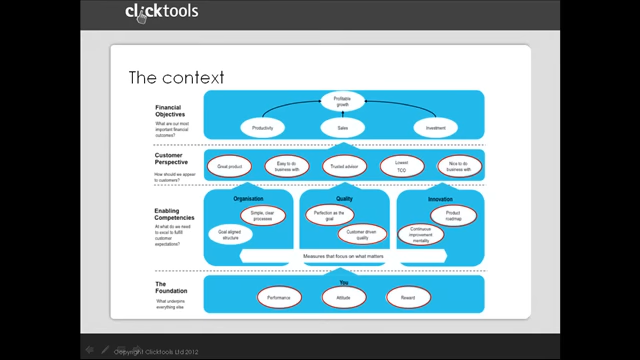 clicktools
The context
Financial
Objectives
What are our most
important financial
outcomes?
Profitable
growth
Productivity
Sales
Investment
Customer
Perspective
How should we appear
to customers?
Great product
Easy to do
business with
Trusted advisor
Lowest
TCO
Nice to do
business with
Enabling
Competencies
At what do we
need to excel to fulfil
customer
expectations?
Organisation
Simple, clear
processes
Goal aligned
structure
Quality
Perfection as the
goal
Customer driven
quality
Innovation
Product
roadmap
Continuous
improvement
mentality
Measures that focus on what matters
The
Foundation
What underpins
everything else
You
Performance
Attitude
Reward
Copyright Clicktools Ltd 2012